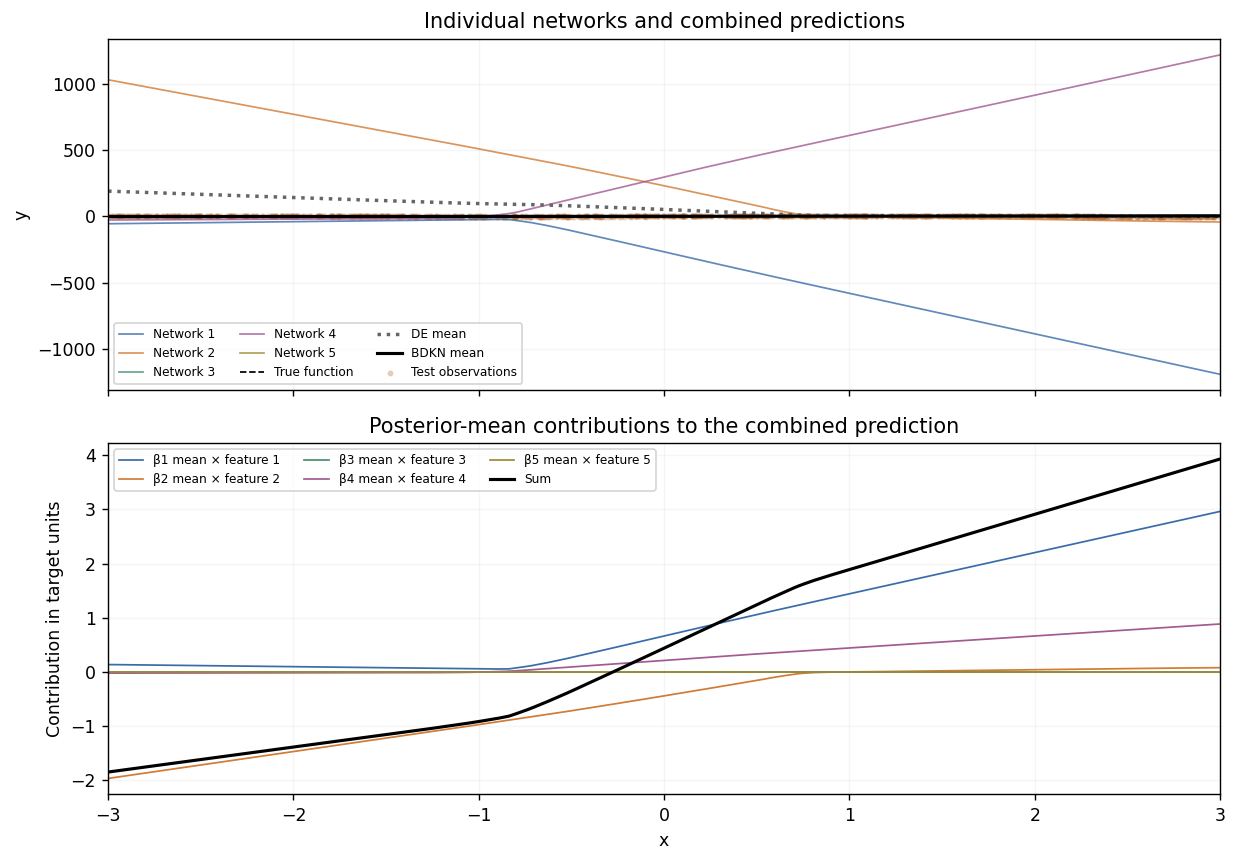 Individual networks and combined predictions
1000
500
0
−500
−1000
y
Network 1
Network 2
Network 3
Network 4
Network 5
True function
DE mean
BDKN mean
Test observations
Posterior-mean contributions to the combined prediction
4
3
2
1
0
−1
−2
Contribution in target units
β1 mean × feature 1
β2 mean × feature 2
β3 mean × feature 3
β4 mean × feature 4
β5 mean × feature 5
Sum
−3
−2
−1
0
1
2
3
x